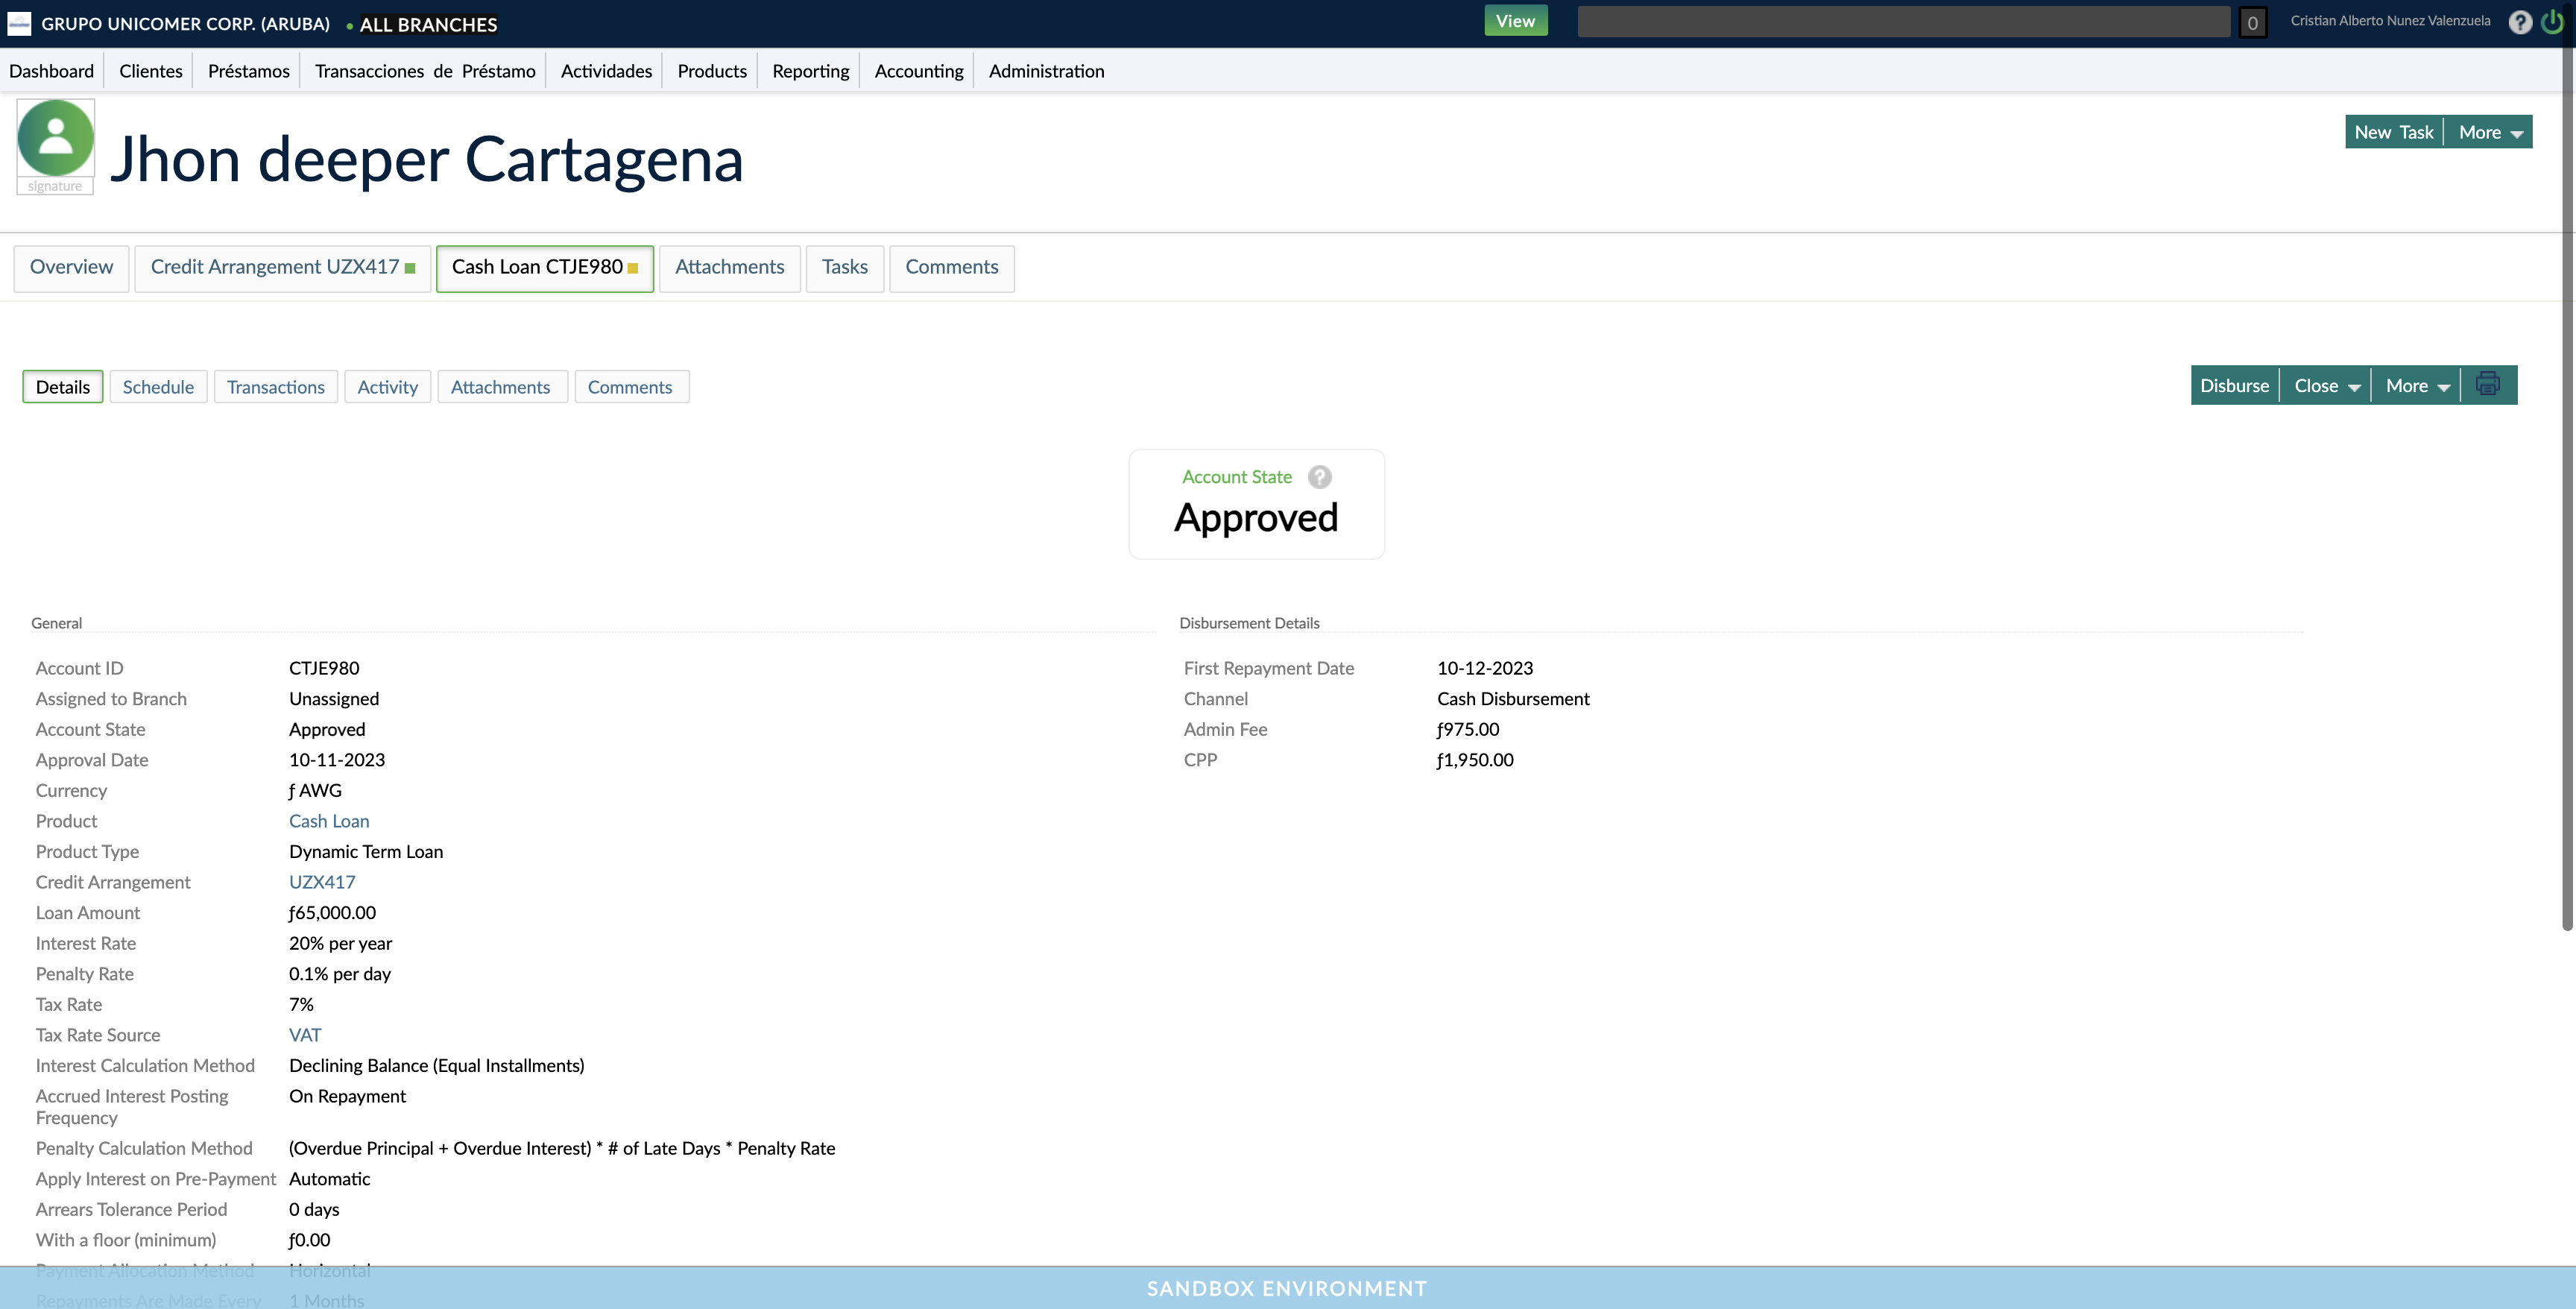 GRUPO UNICOMER CORP. (ARUBA) • ALL BRANCHES View 0 Cristian Alberto Nunez Valenzuela ?
Dashboard Clientes Préstamos Transacciones de Préstamo Actividades Products Reporting Accounting Administration
signature
Jhon deeper Cartagena
New Task More
Overview Credit Arrangement UZX417 Cash Loan CTJE980 Attachments Tasks Comments
Details Schedule Transactions Activity Attachments Comments
Disburse Close More
Account State ?
Approved
General
Account ID CTJE980
Assigned to Branch Unassigned
Account State Approved
Approval Date 10-11-2023
Currency ƒ AWG
Product Cash Loan
Product Type Dynamic Term Loan
Credit Arrangement UZX417
Loan Amount ƒ65,000.00
Interest Rate 20% per year
Penalty Rate 0.1% per day
Tax Rate 7%
Tax Rate Source VAT
Interest Calculation Method Declining Balance (Equal Installments)
Accrued Interest Posting Frequency On Repayment
Penalty Calculation Method (Overdue Principal + Overdue Interest) * # of Late Days * Penalty Rate
Apply Interest on Pre-Payment Automatic
Arrears Tolerance Period 0 days
With a floor (minimum) ƒ0.00
Payment Allocation Method Horizontal
Repayments Are Made Every 1 Months
Disbursement Details
First Repayment Date 10-12-2023
Channel Cash Disbursement
Admin Fee ƒ975.00
CPP ƒ1,950.00
SANDBOX ENVIRONMENT